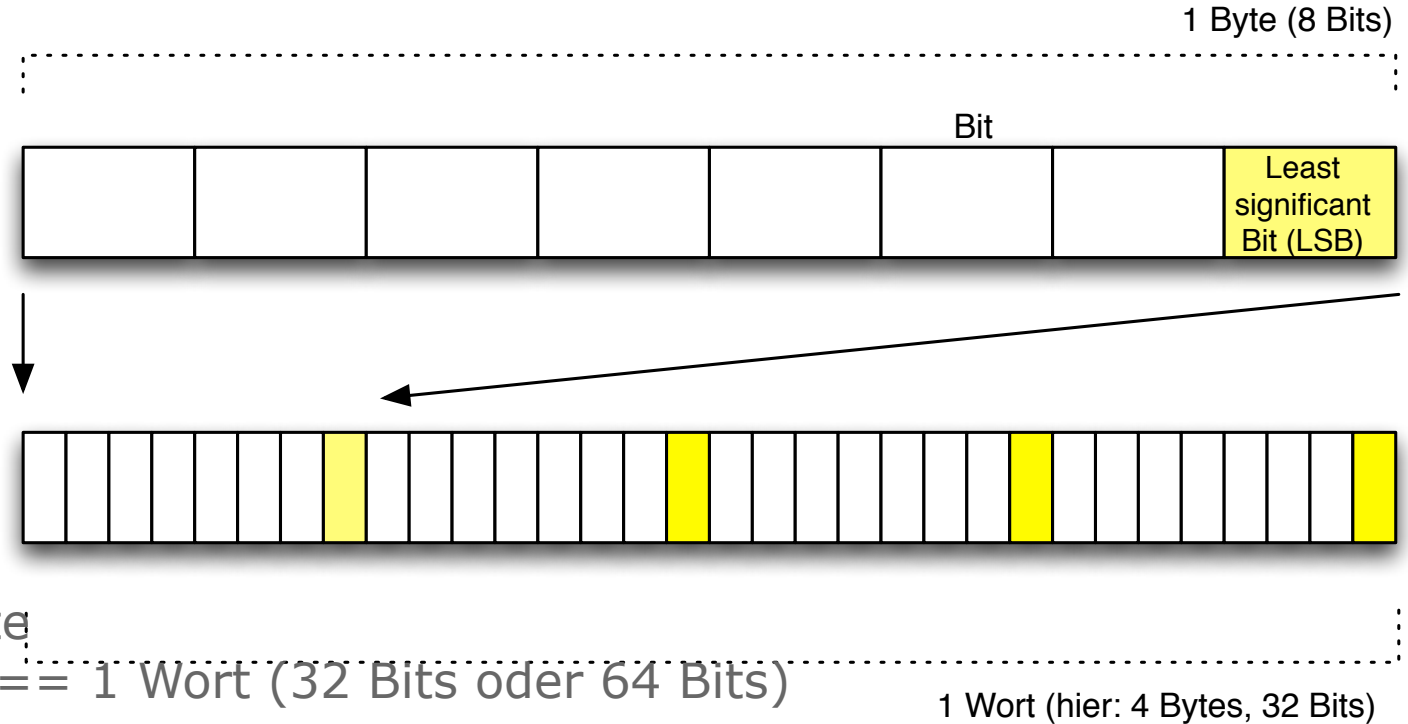 1 Byte (8 Bits)
Bit
Least
significant
Bit (LSB)
== 1 Wort (32 Bits oder 64 Bits)
1 Wort (hier: 4 Bytes, 32 Bits)